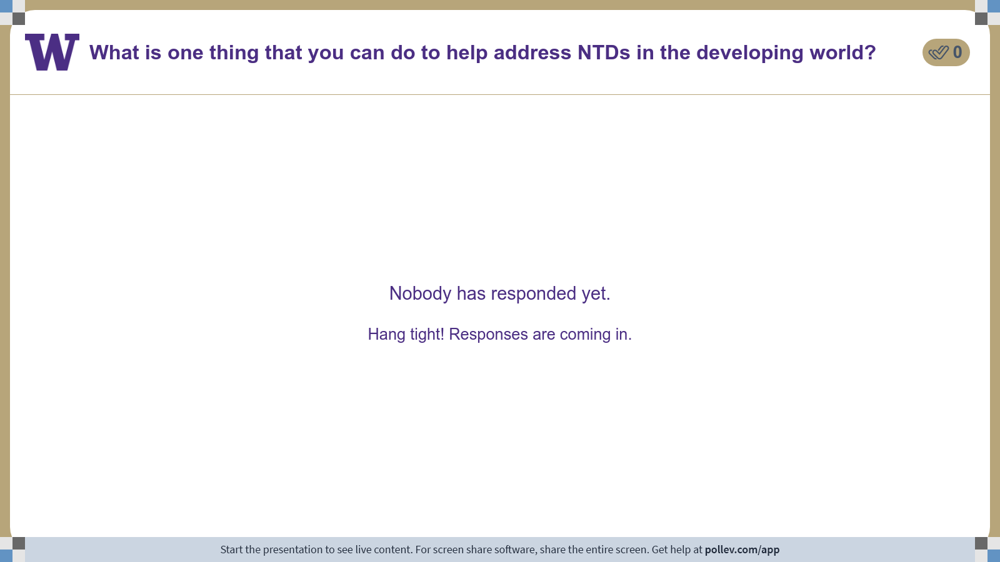 W What is one thing that you can do to help address NTDs in the developing world? 0
Nobody has responded yet.
Hang tight! Responses are coming in.
Start the presentation to see live content. For screen share software, share the entire screen. Get help at pollev.com/app